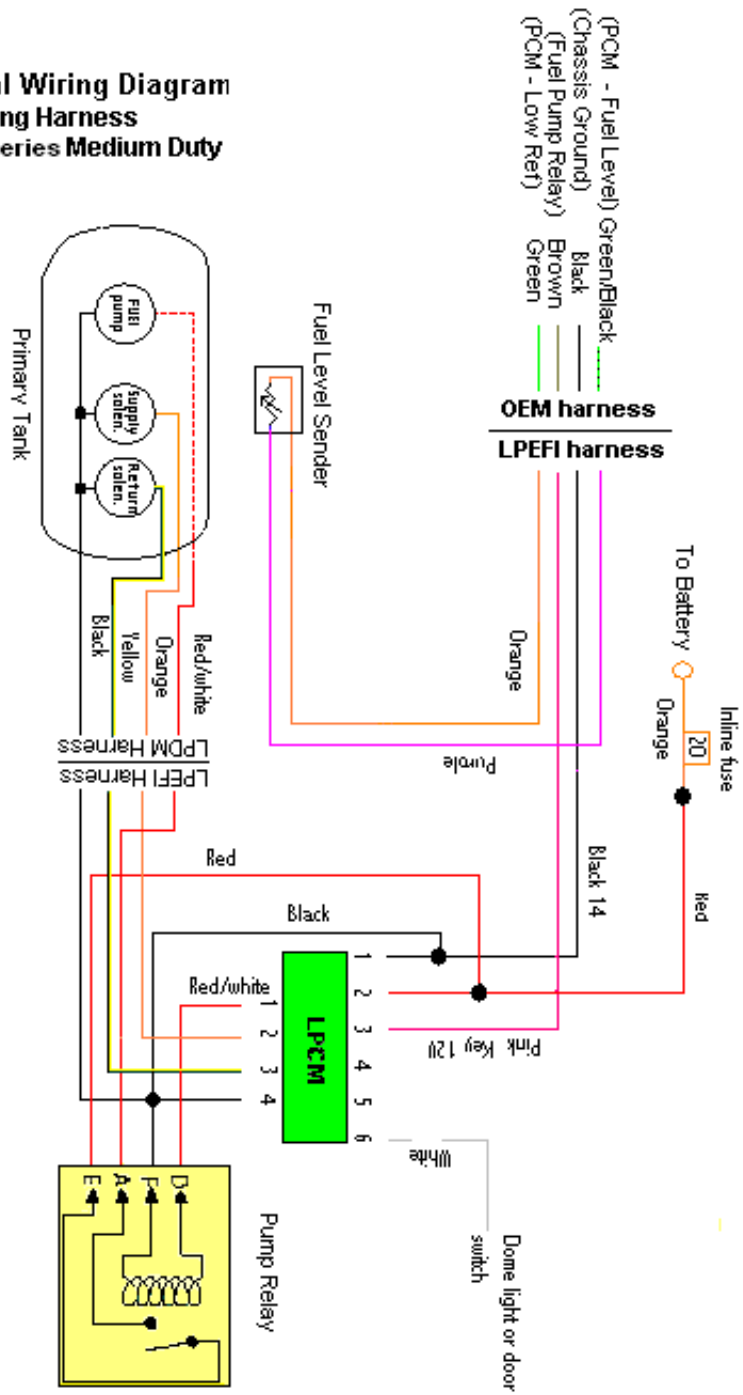 l Wiring Diagram
ng Harness
eries Medium Duty
(PCM - Fuel Level) Green/Black
(Chassis Ground) Black
(Fuel Pump Relay) Brown
(PCM - Low Ref) Green
OEM harness
LPEFI harness
Fuel Level Sender
Primary Tank
Fuel pump
Supply solen.
Return solen.
Red/white
Orange
Yellow
Black
LPDM Harness
LPEFI Harness
Orange
Purple
To Battery
Inline fuse
20
Orange
Red
Black 14
Red
Black
Red/white
LPCM
1
2
3
4
1
2
3
4
5
6
Pink Key 12V
White
Dome light or door
switch
E A F D
Pump Relay